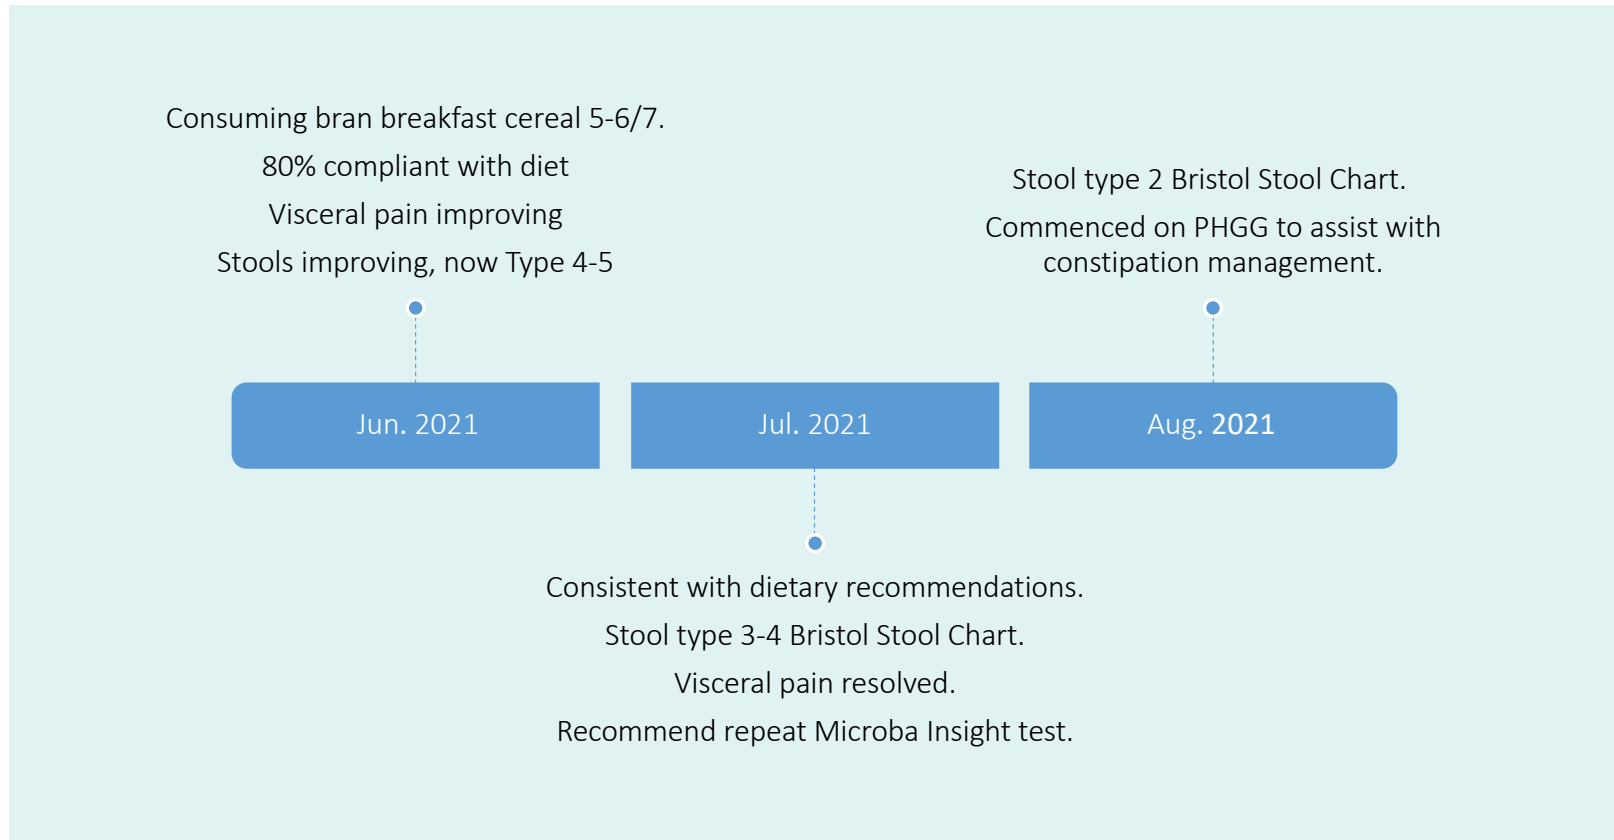 Consuming bran breakfast cereal 5-6/7.
80% compliant with diet
Visceral pain improving
Stools improving, now Type 4-5
Stool type 2 Bristol Stool Chart.
Commenced on PHGG to assist with
constipation management.
Jun. 2021
Jul. 2021
Aug. 2021
Consistent with dietary recommendations.
Stool type 3-4 Bristol Stool Chart.
Visceral pain resolved.
Recommend repeat Microba Insight test.